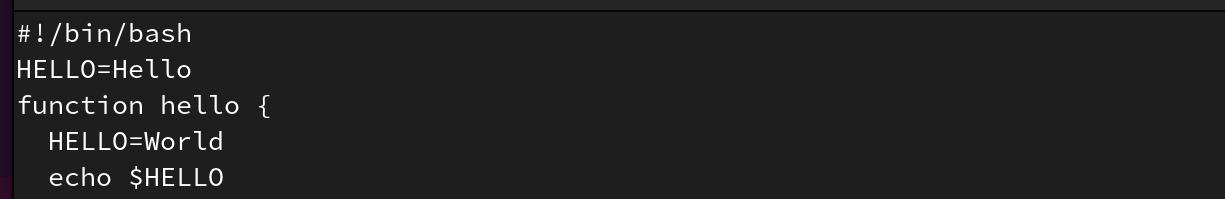 #!/bin/bash
HELLO=Hello
function hello {
  HELLO=World
  echo $HELLO